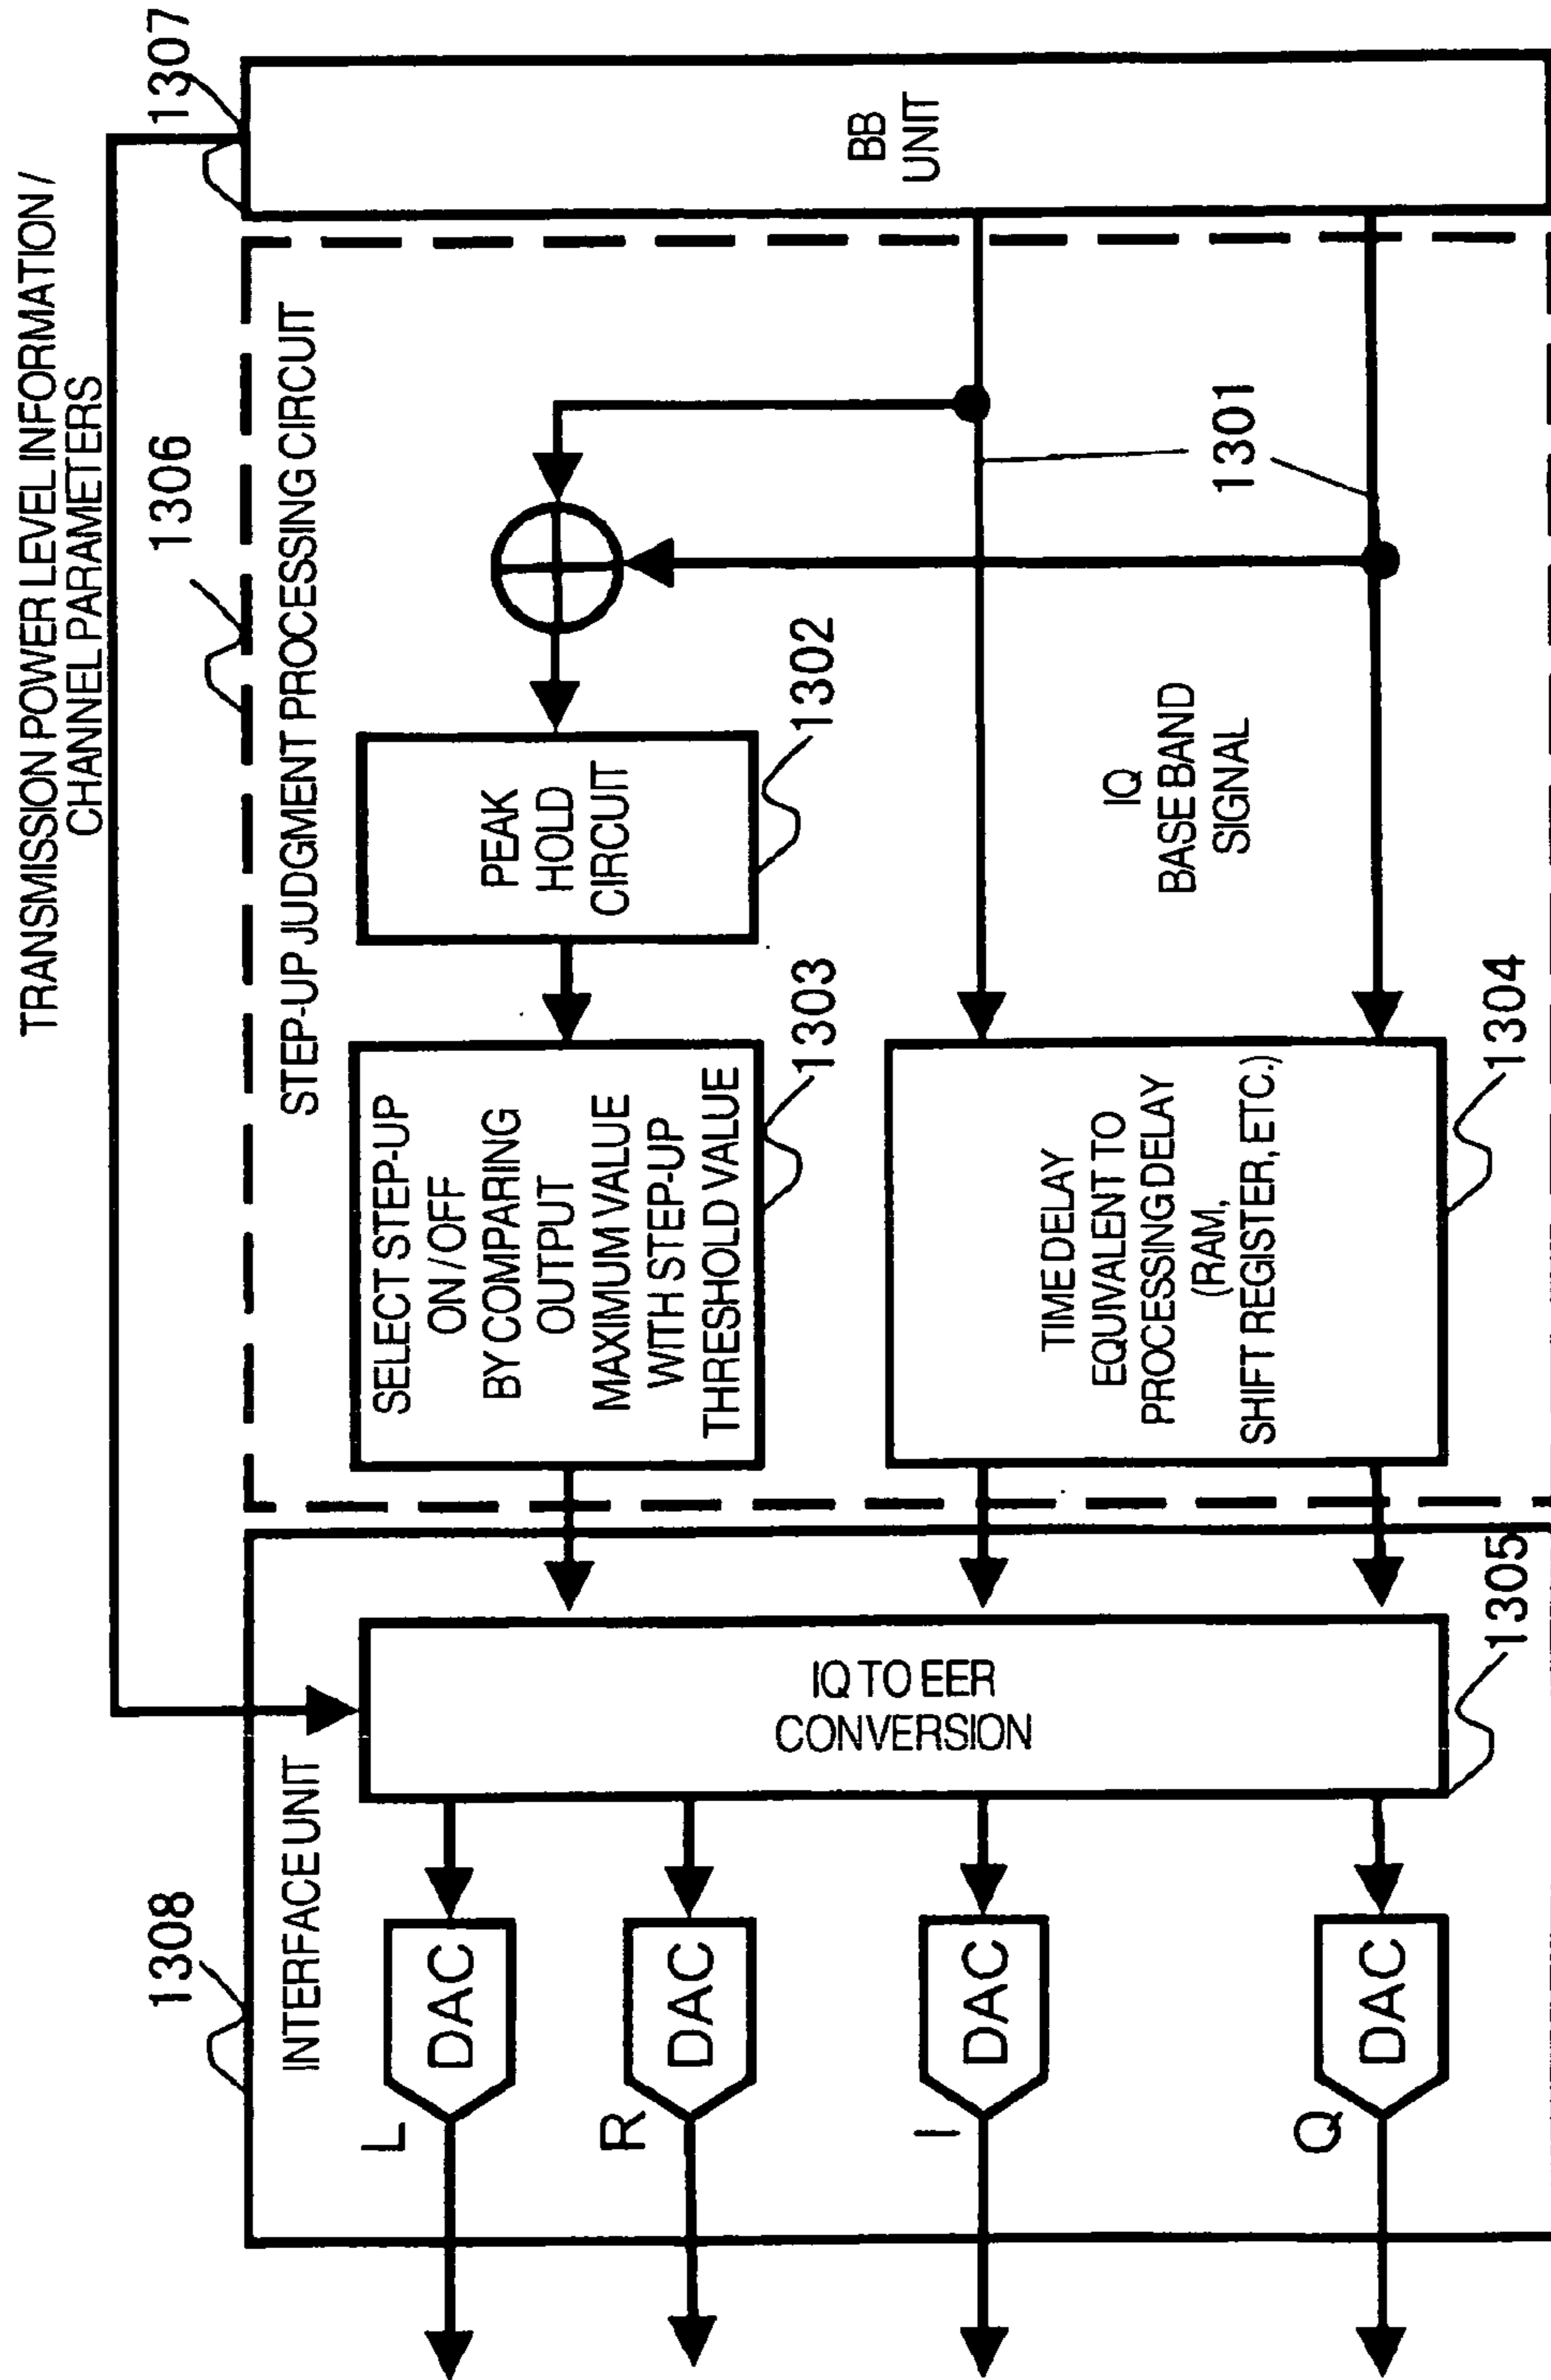 TRANSMISSION POWER LEVEL INFORMATION /
CHANNEL PARAMETERS
1308
1306
1307
INTERFACE UNIT
STEP-UP JUDGMENT PROCESSING CIRCUIT
L
DAC
R
DAC
I
DAC
Q
DAC
IQ TO EER
CONVERSION
1305
SELECT STEP-UP
ON / OFF
BY COMPARING
OUTPUT
MAXIMUM VALUE
WITH STEP-UP
THRESHOLD VALUE
1303
PEAK
HOLD
CIRCUIT
1302
TIME DELAY
EQUIVALENT TO
PROCESSING DELAY
(RAM,
SHIFT REGISTER, ETC.)
1304
IQ
BASE BAND
SIGNAL
1301
BB
UNIT